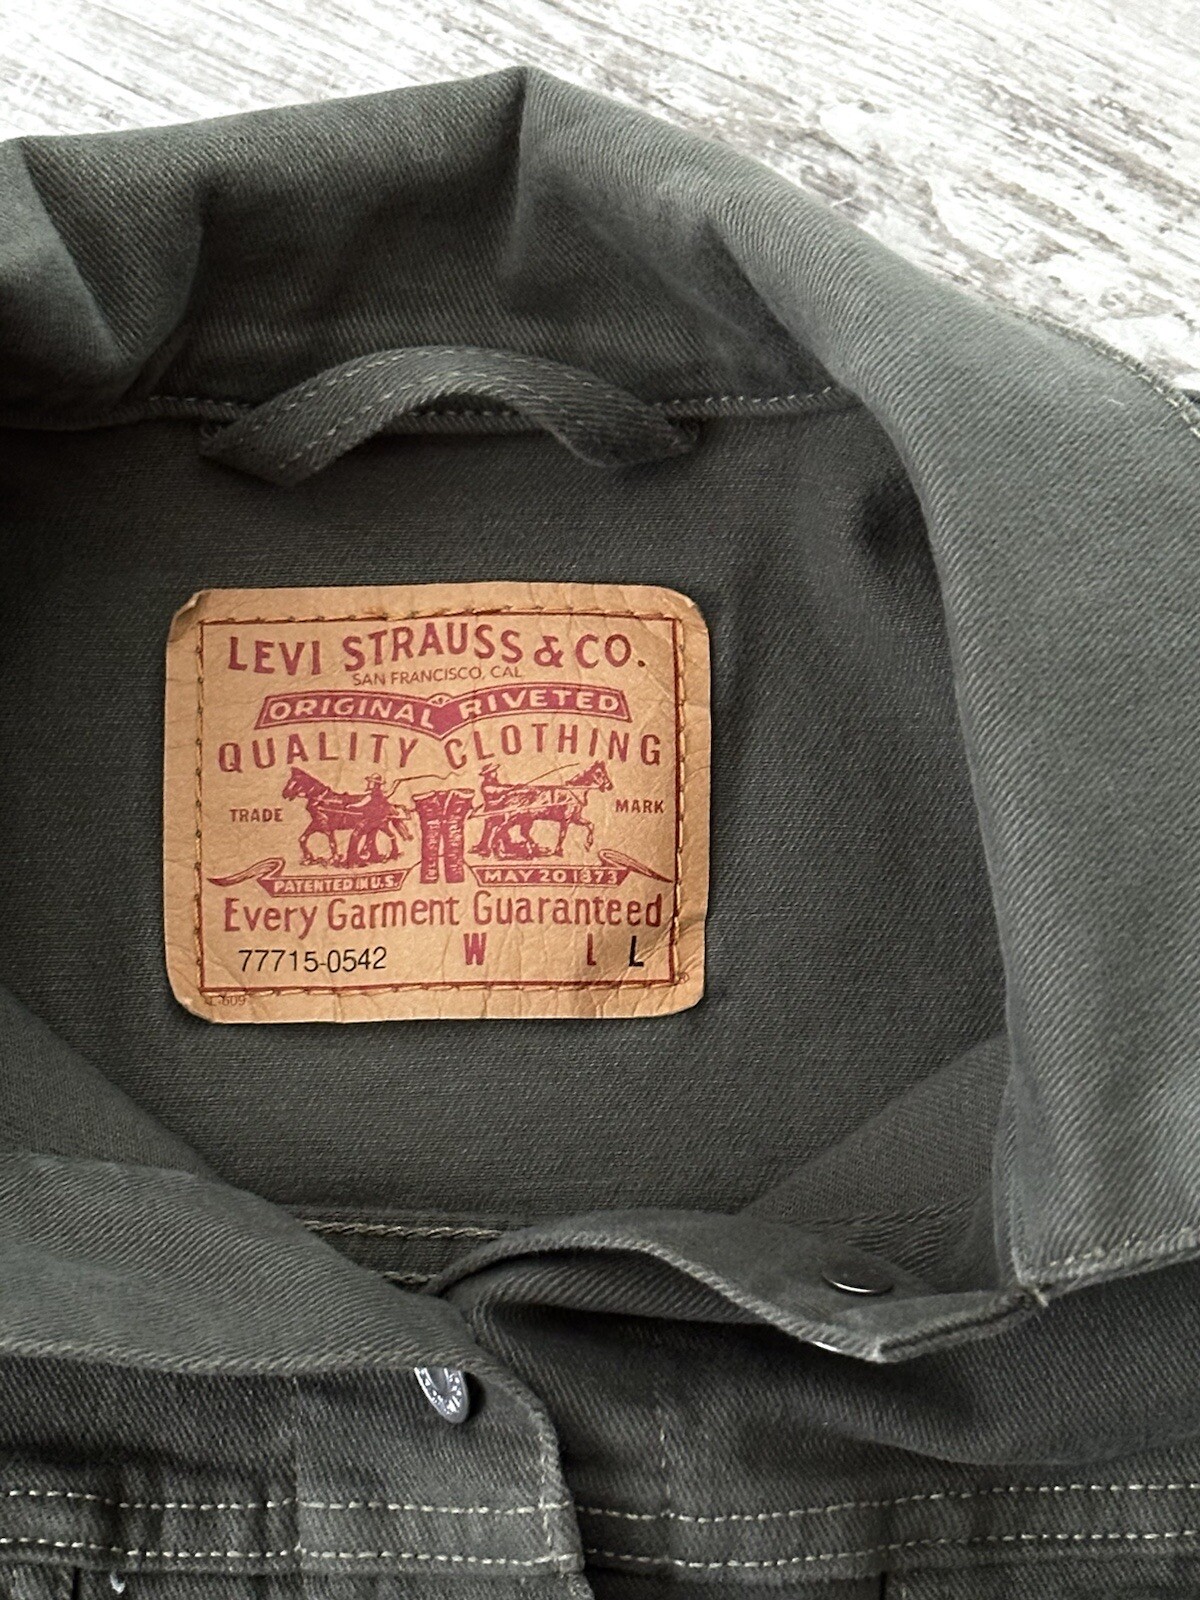 LEVI STRAUSS & CO.
SAN FRANCISCO, CAL
ORIGINAL RIVETED
QUALITY CLOTHING
TRADE MARK
PATENTED IN U.S. MAY 20 1873
Every Garment Guaranteed
77715-0542 W L L
®